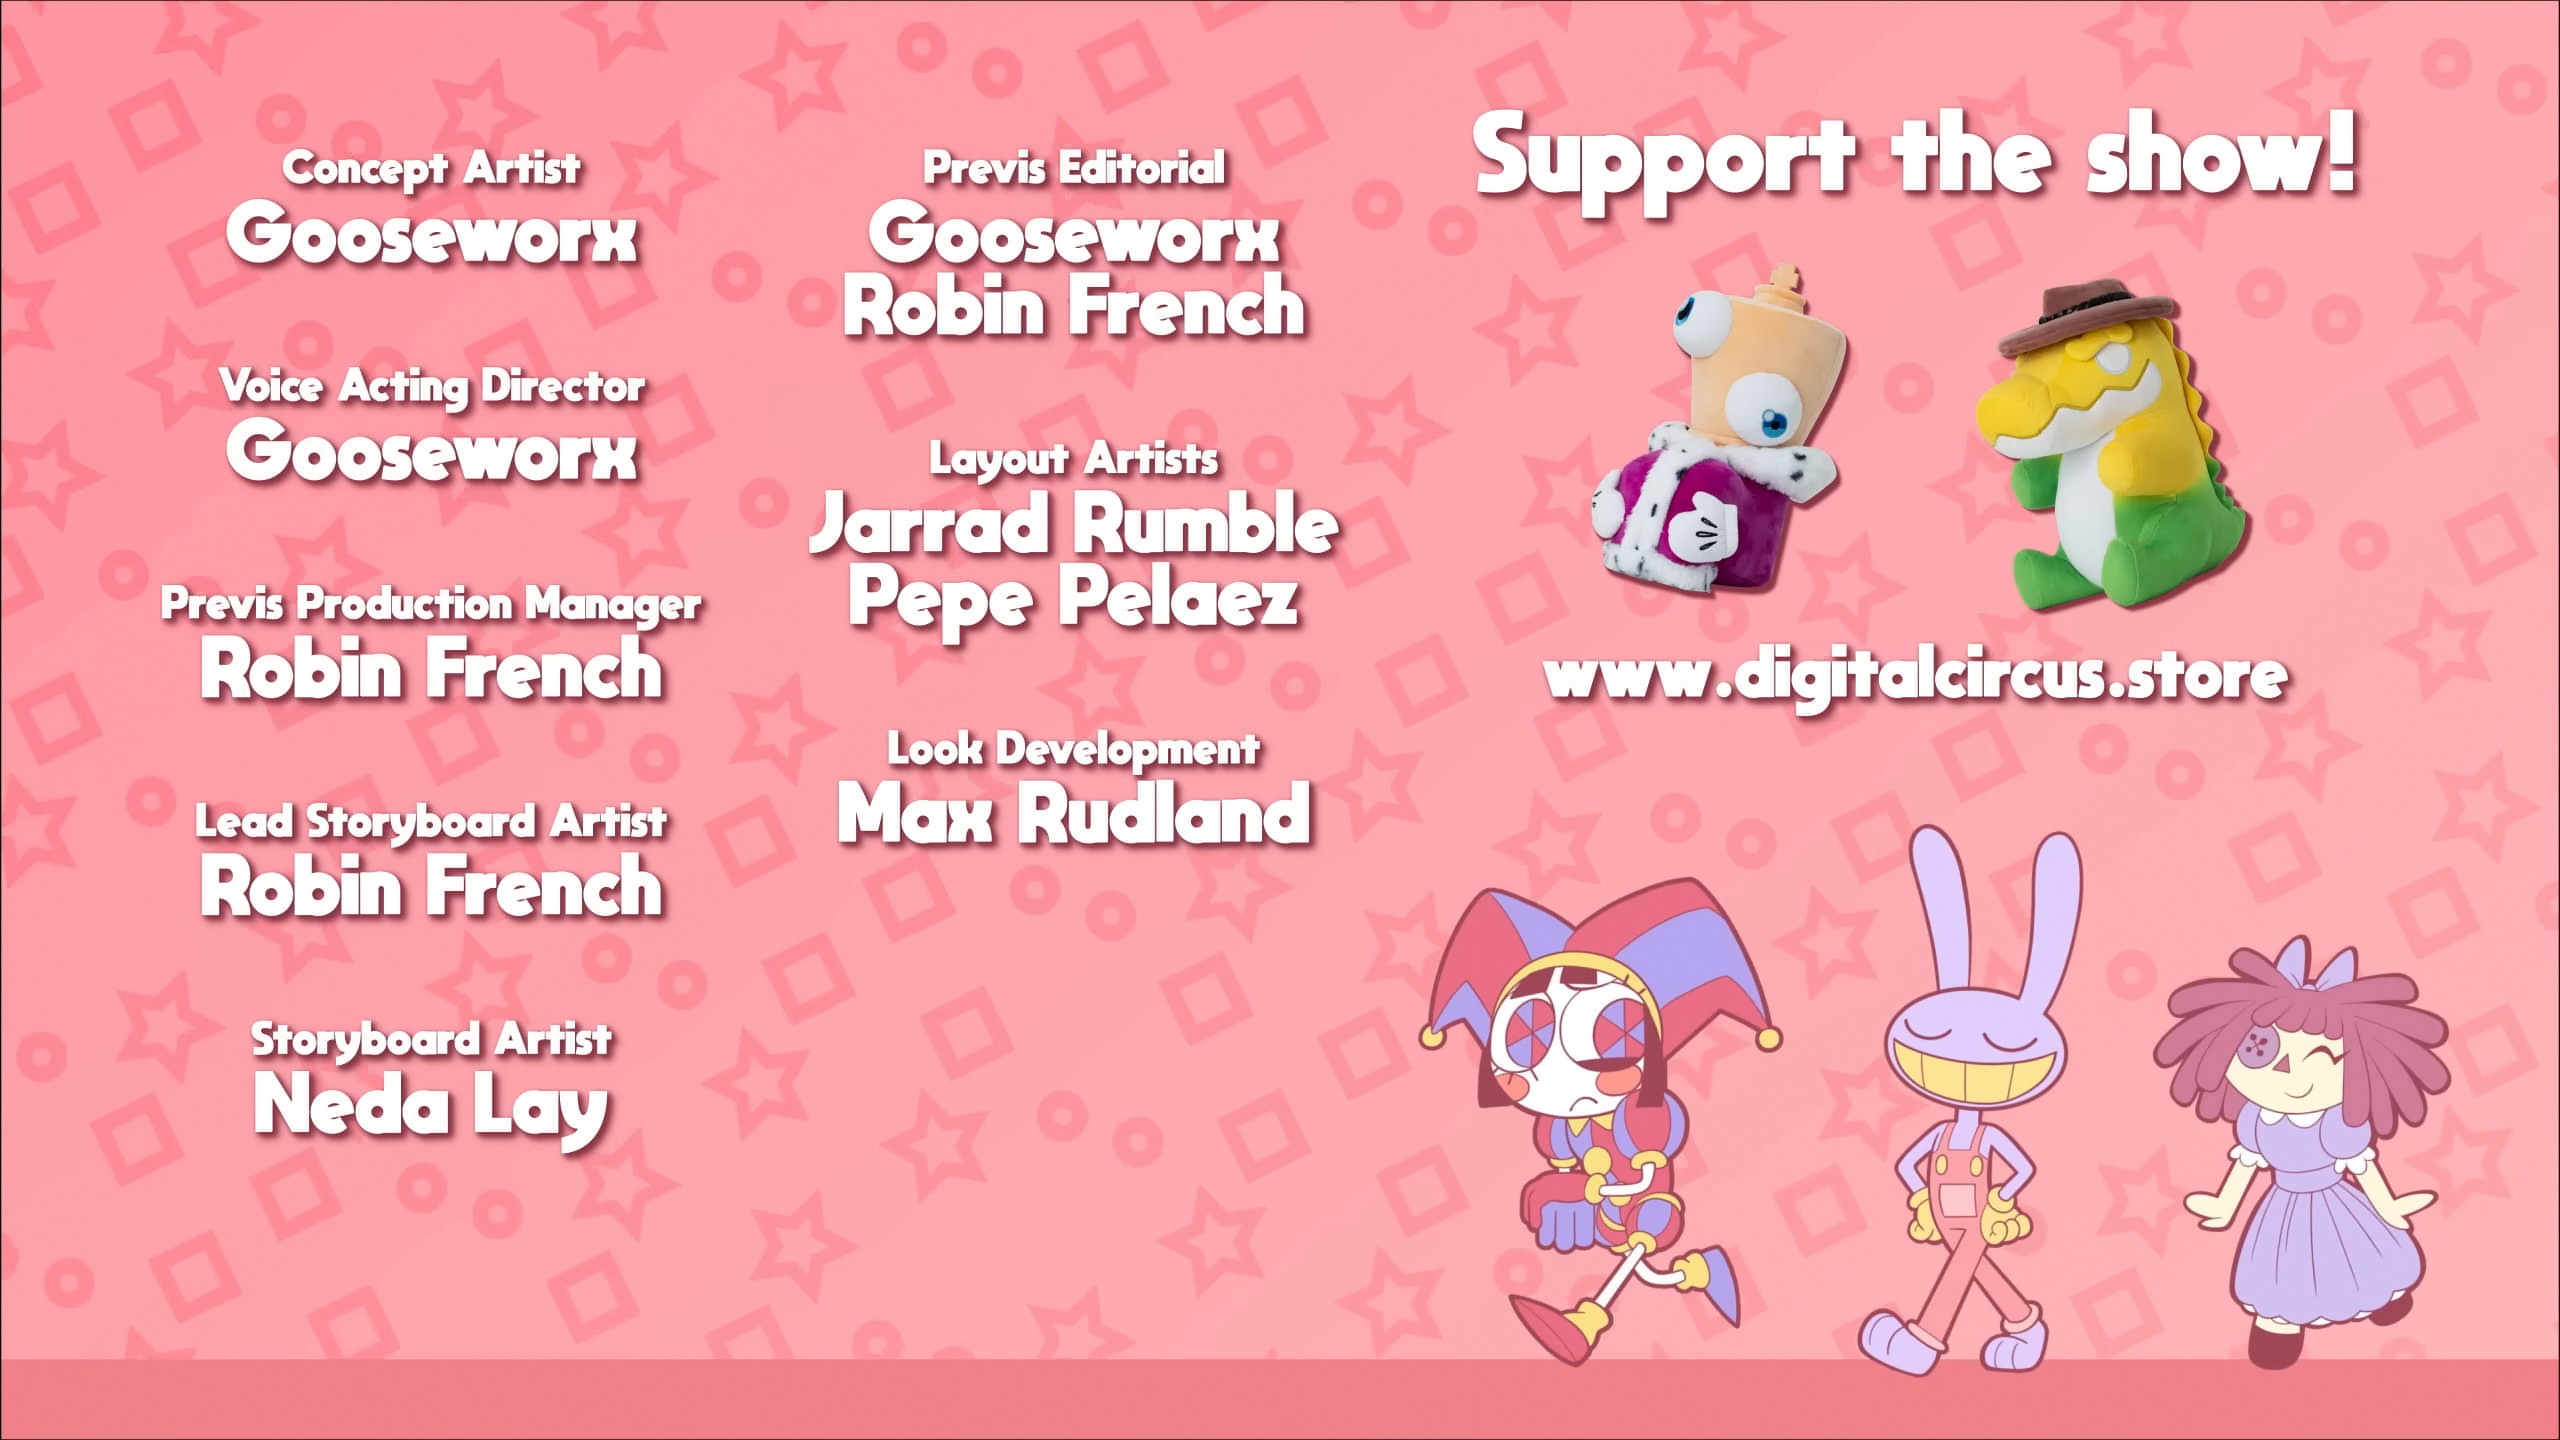 Concept Artist
Gooseworx
Voice Acting Director
Gooseworx
Previs Production Manager
Robin French
Lead Storyboard Artist
Robin French
Storyboard Artist
Neda Lay
Previs Editorial
Gooseworx
Robin French
Layout Artists
Jarrad Rumble
Pepe Pelaez
Look Development
Max Rudland
Support the show!
www.digitalcircus.store